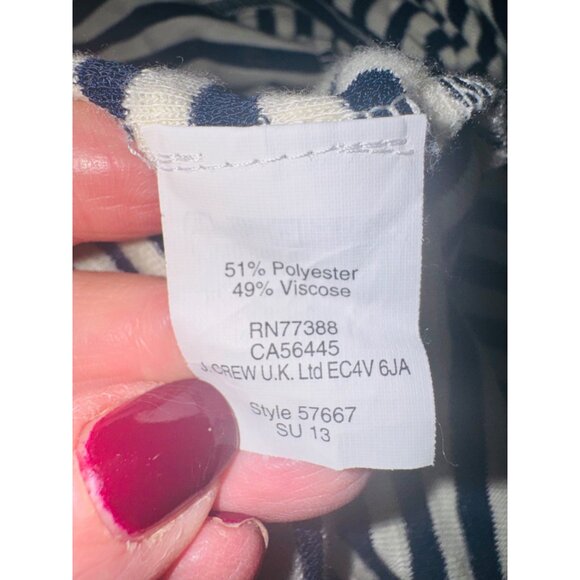 51% Polyester
49% Viscose
RN77388
CA56445
J.CREW U.K. Ltd EC4V 6JA
Style 57667
SU 13